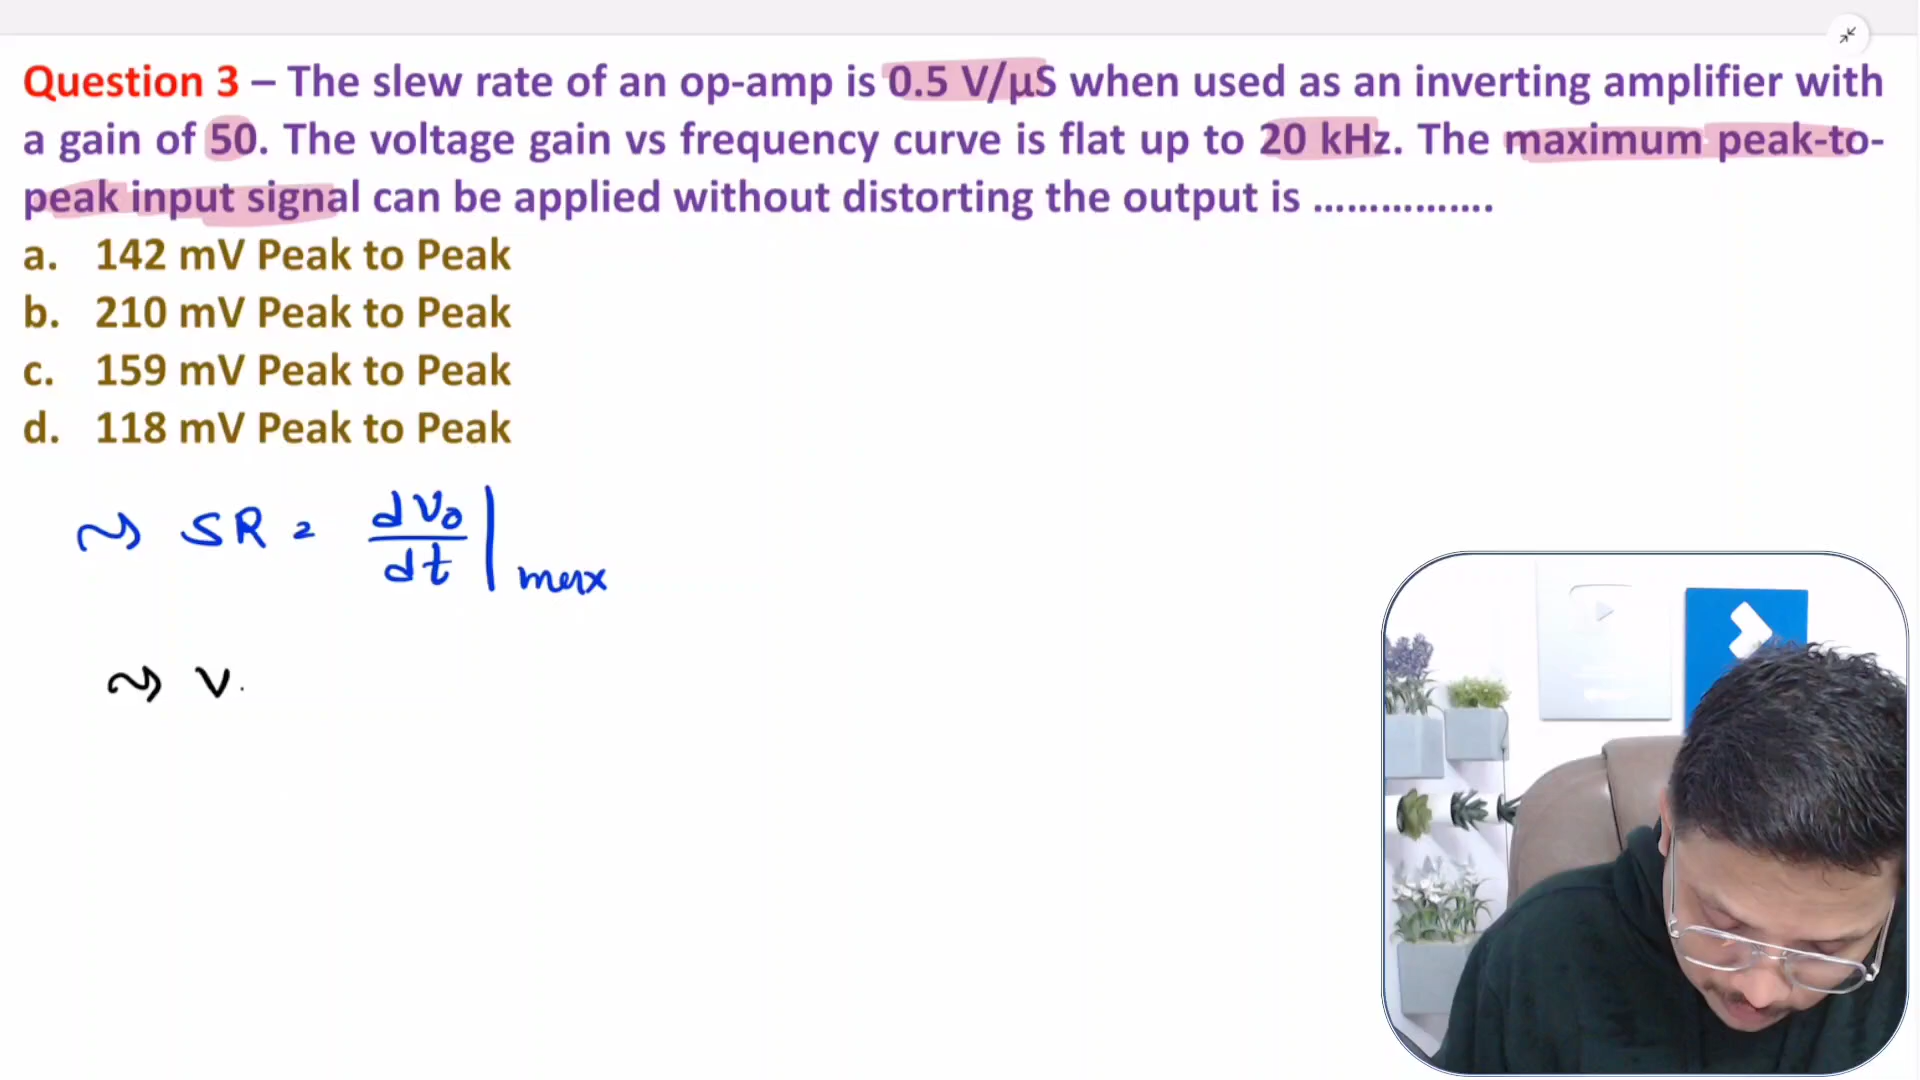 Question 3 – The slew rate of an op-amp is 0.5 V/μS when used as an inverting amplifier with
a gain of 50. The voltage gain vs frequency curve is flat up to 20 kHz. The maximum peak-to-
peak input signal can be applied without distorting the output is ................
a. 142 mV Peak to Peak
b. 210 mV Peak to Peak
c. 159 mV Peak to Peak
d. 118 mV Peak to Peak
SR = dVo/dt | max
V